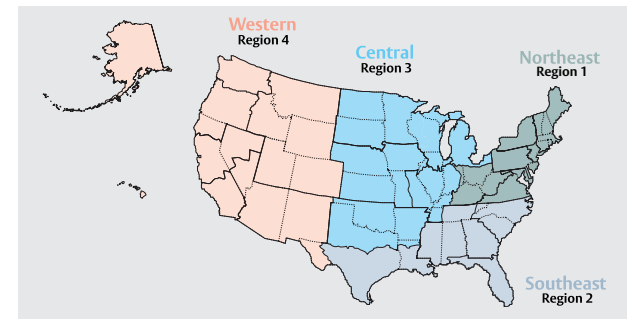 Western
Region 4
Central
Region 3
Northeast
Region 1
Southeast
Region 2